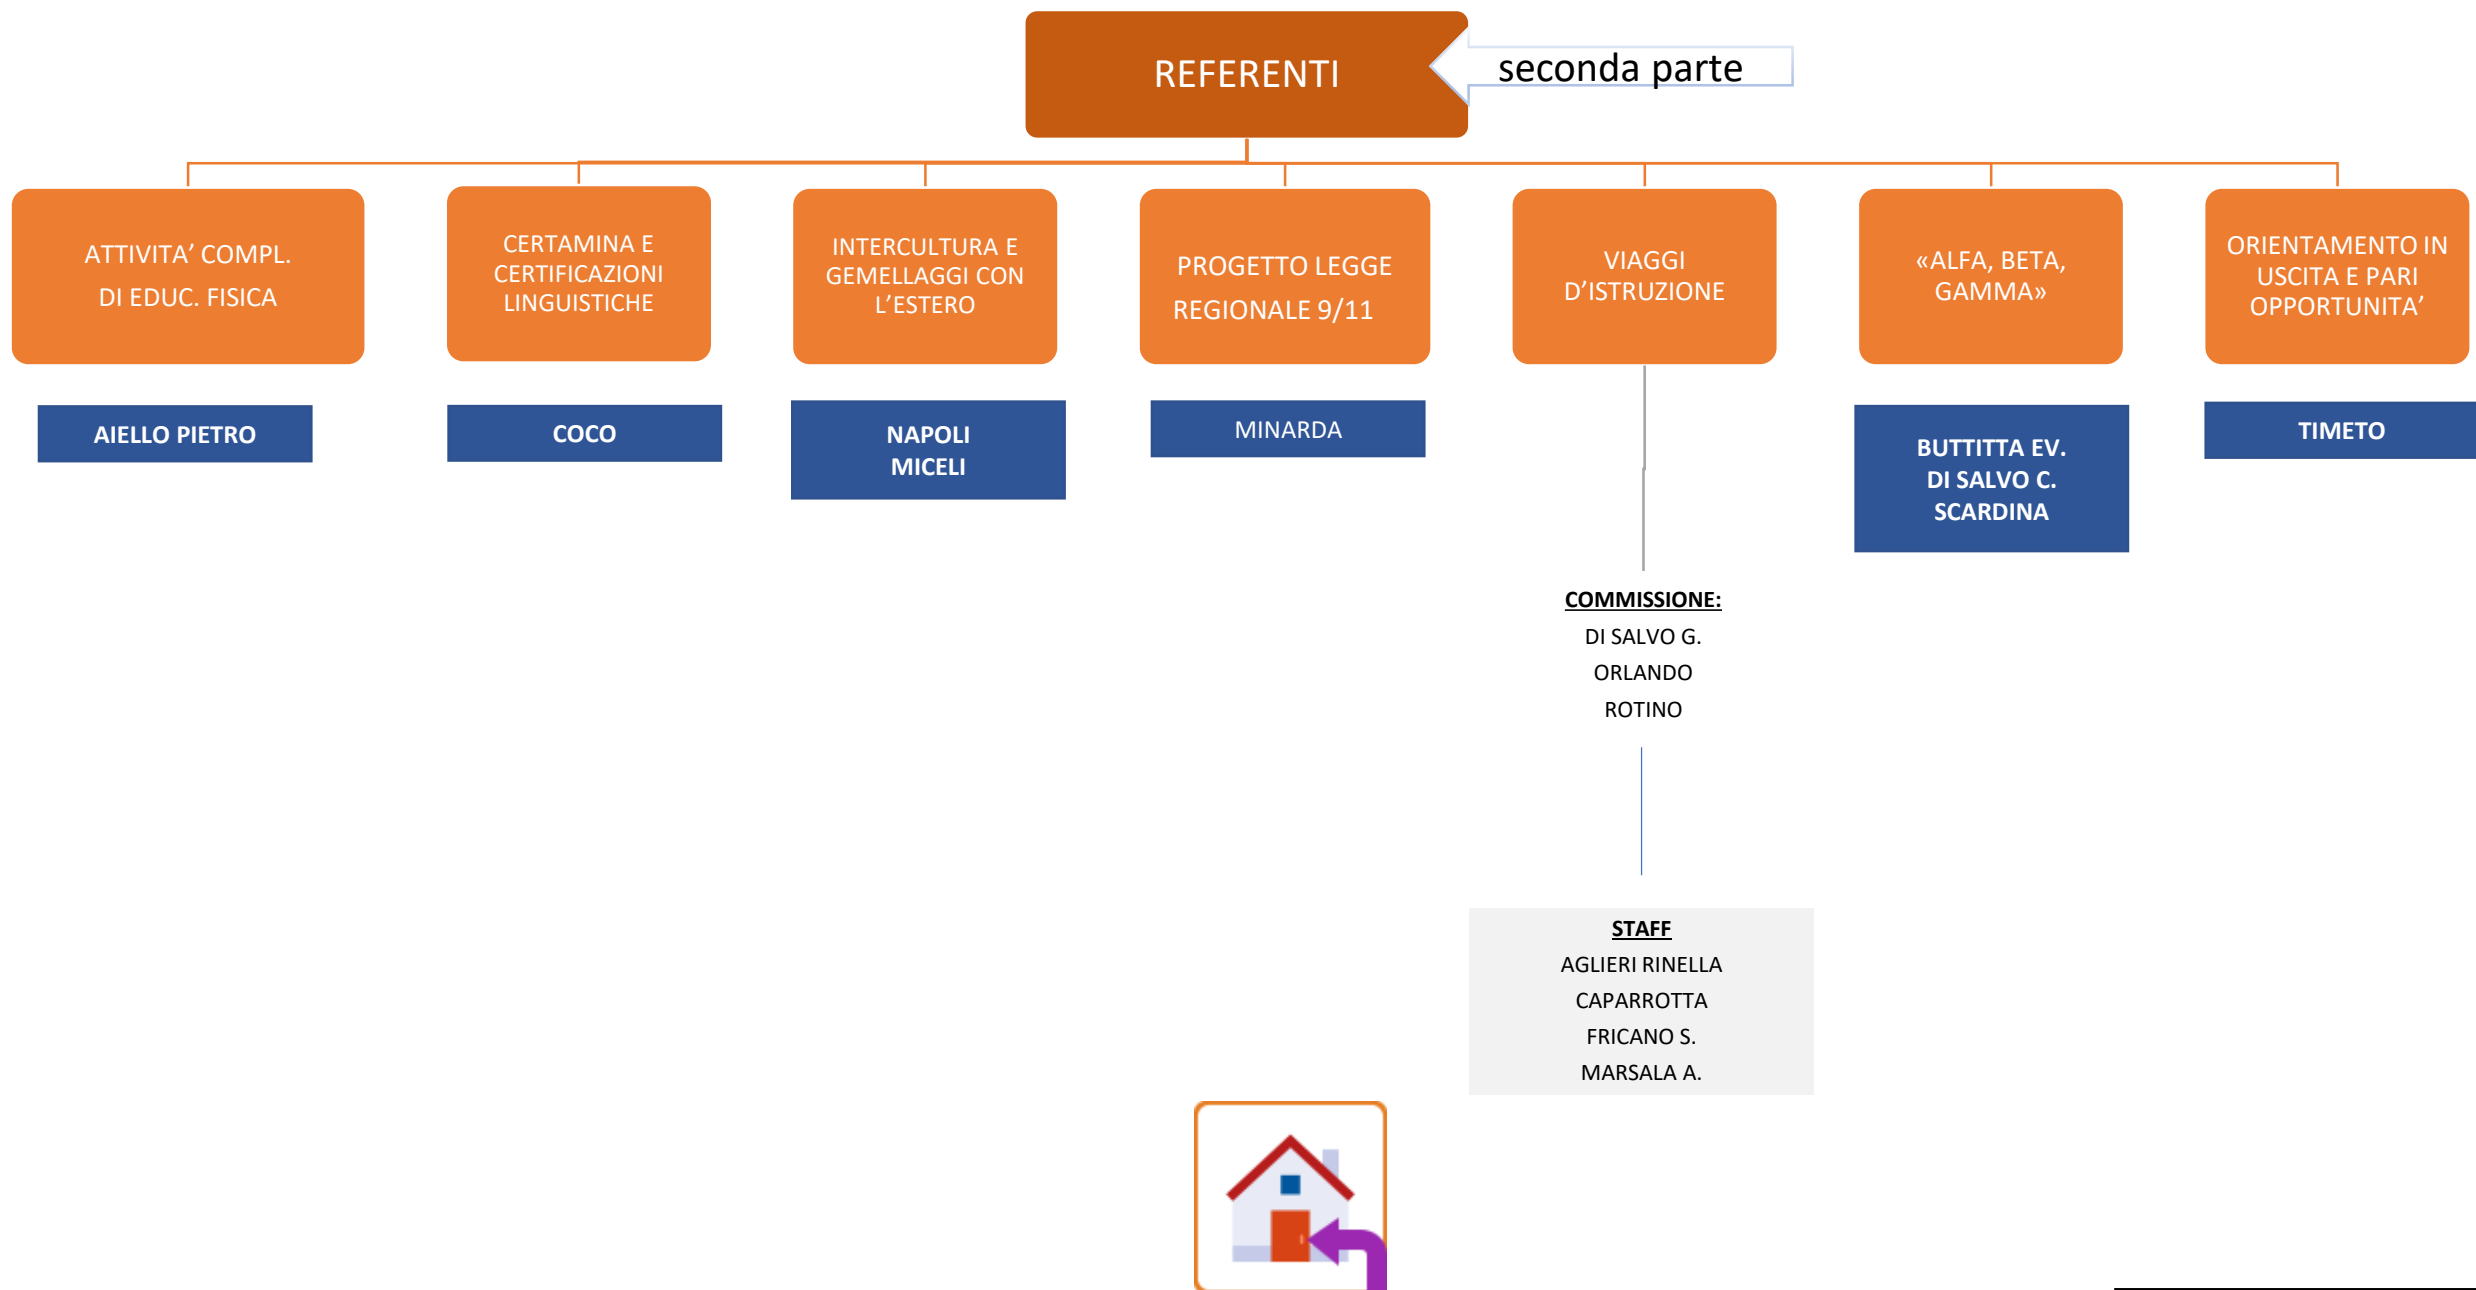 REFERENTI
seconda parte
ATTIVITA’ COMPL.
DI EDUC. FISICA
CERTAMINA E
CERTIFICAZIONI
LINGUISTICHE
INTERCULTURA E
GEMELLAGGI CON
L’ESTERO
PROGETTO LEGGE
REGIONALE 9/11
VIAGGI
D’ISTRUZIONE
«ALFA, BETA,
GAMMA»
ORIENTAMENTO IN
USCITA E PARI
OPPORTUNITA’
AIELLO PIETRO
COCO
NAPOLI
MICELI
MINARDA
BUTTITTA EV.
DI SALVO C.
SCARDINA
TIMETO
COMMISSIONE:
DI SALVO G.
ORLANDO
ROTINO
STAFF
AGLIERI RINELLA
CAPARROTTA
FRICANO S.
MARSALA A.